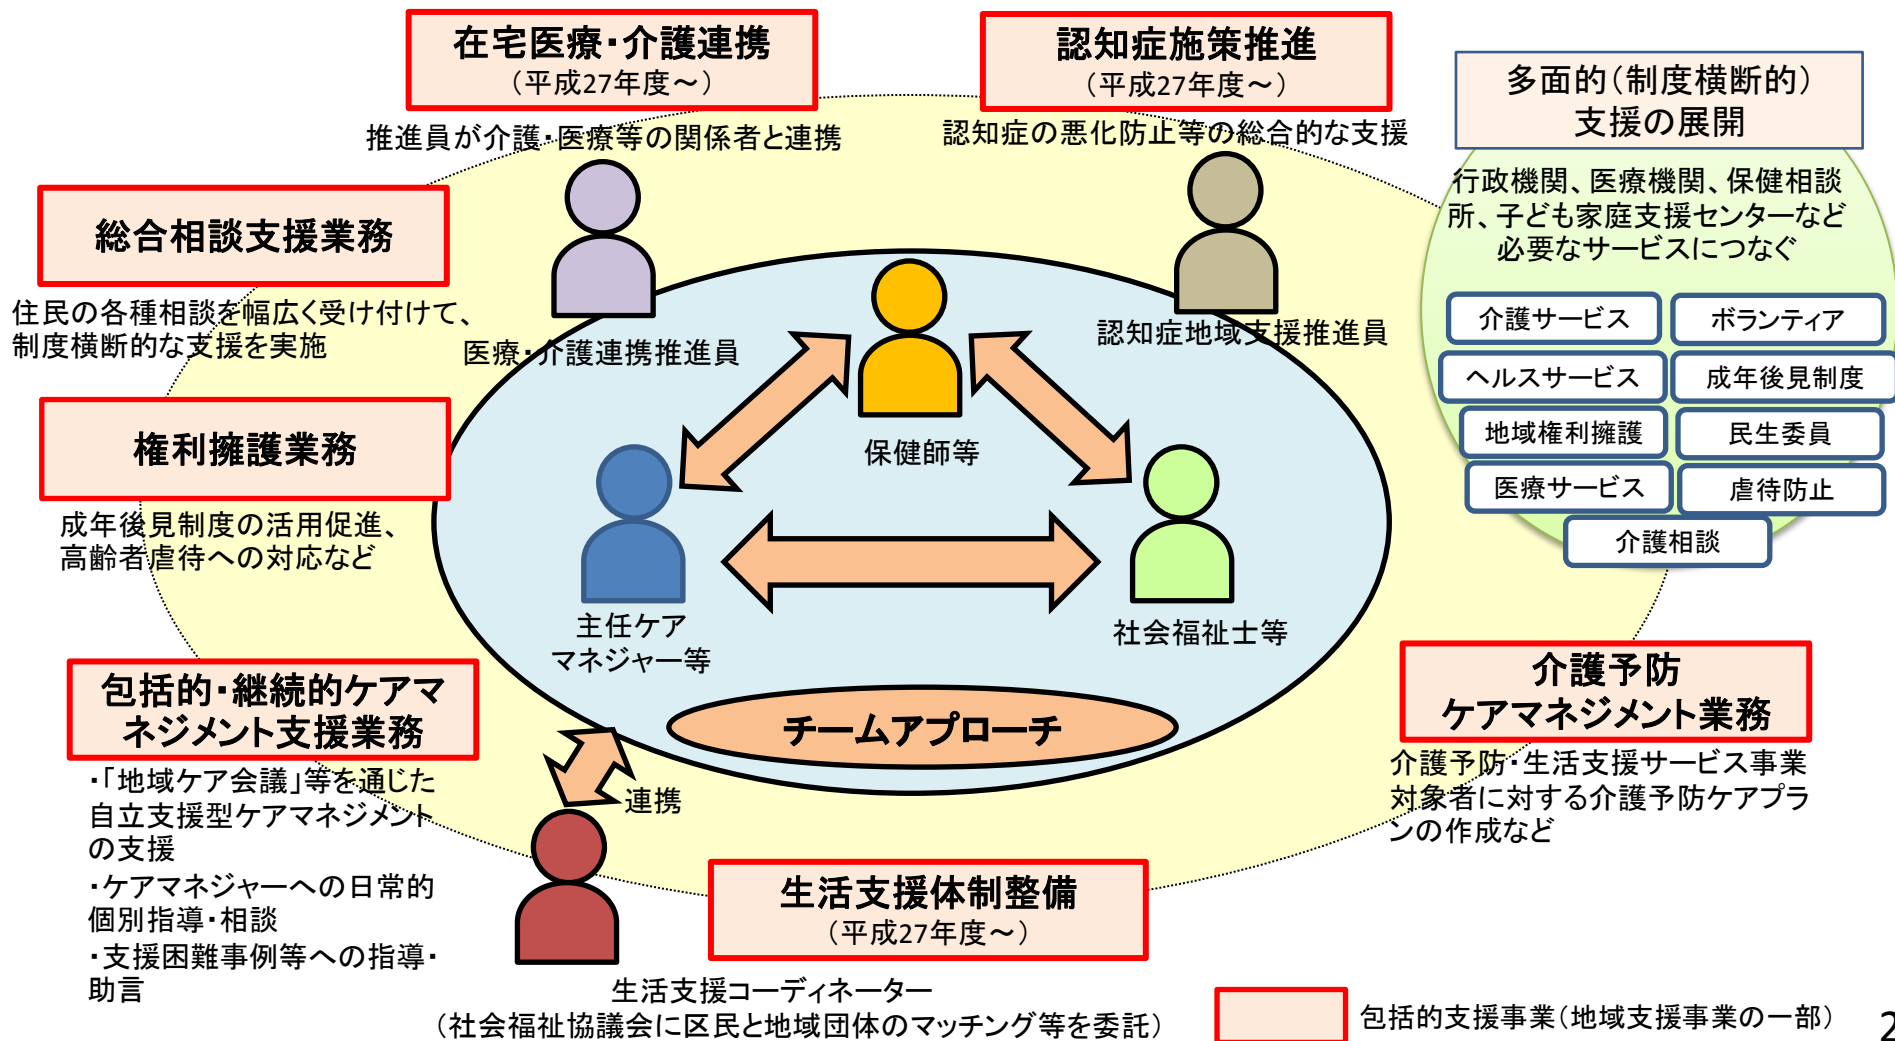 在宅医療・介護連携
（平成27年度～）
推進員が介護・医療等の関係者と連携
認知症施策推進
（平成27年度～）
認知症の悪化防止等の総合的な支援
多面的（制度横断的）
支援の展開
行政機関、医療機関、保健相談
所、子ども家庭支援センターなど
必要なサービスにつなぐ
介護サービス
ボランティア
ヘルスサービス
成年後見制度
地域権利擁護
民生委員
医療サービス
虐待防止
介護相談
総合相談支援業務
住民の各種相談を幅広く受け付けて、
制度横断的な支援を実施
医療・介護連携推進員
認知症地域支援推進員
権利擁護業務
成年後見制度の活用促進、
高齢者虐待への対応など
保健師等
主任ケア
マネジャー等
社会福祉士等
チームアプローチ
包括的・継続的ケアマ
ネジメント支援業務
・「地域ケア会議」等を通じた
自立支援型ケアマネジメント
の支援
・ケアマネジャーへの日常的
個別指導・相談
・支援困難事例等への指導・
助言
連携
介護予防
ケアマネジメント業務
介護予防・生活支援サービス事業
対象者に対する介護予防ケアプラ
ンの作成など
生活支援体制整備
（平成27年度～）
生活支援コーディネーター
（社会福祉協議会に区民と地域団体のマッチング等を委託）
包括的支援事業（地域支援事業の一部）
2